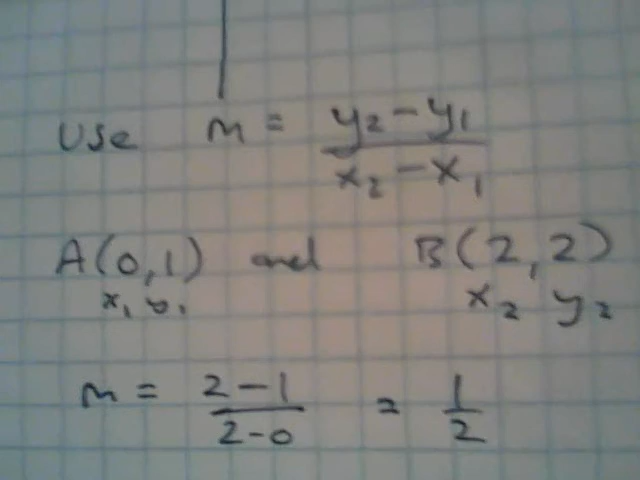 Use m = y₂ - y₁ / x₂ - x₁
A(0,1) and B(2,2)
x₁ y₁ x₂ y₂
m = 2-1 / 2-0 = 1/2